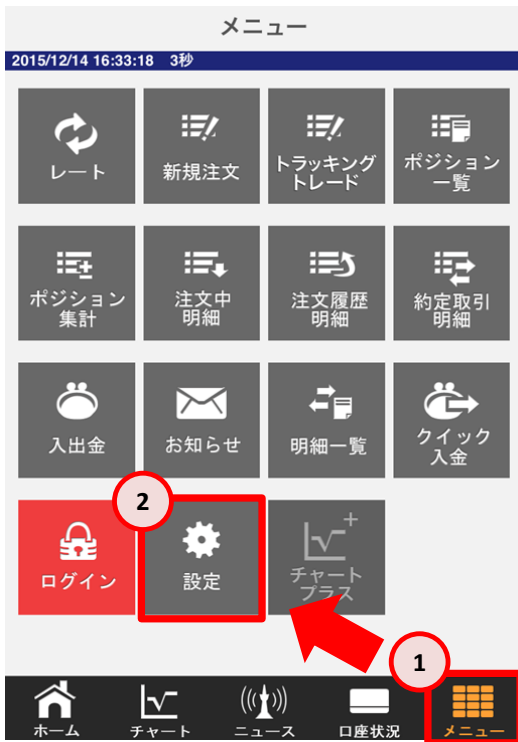 メニュー
2015/12/14 16:33:18 3秒
レート
新規注文
トラッキング
トレード
ポジション
一覧
ポジション
集計
注文中
明細
注文履歴
明細
約定取引
明細
入出金
お知らせ
明細一覧
クイック
入金
2
ログイン
設定
チャート
プラス
1
ホーム
チャート
ニュース
口座状況
メニュー